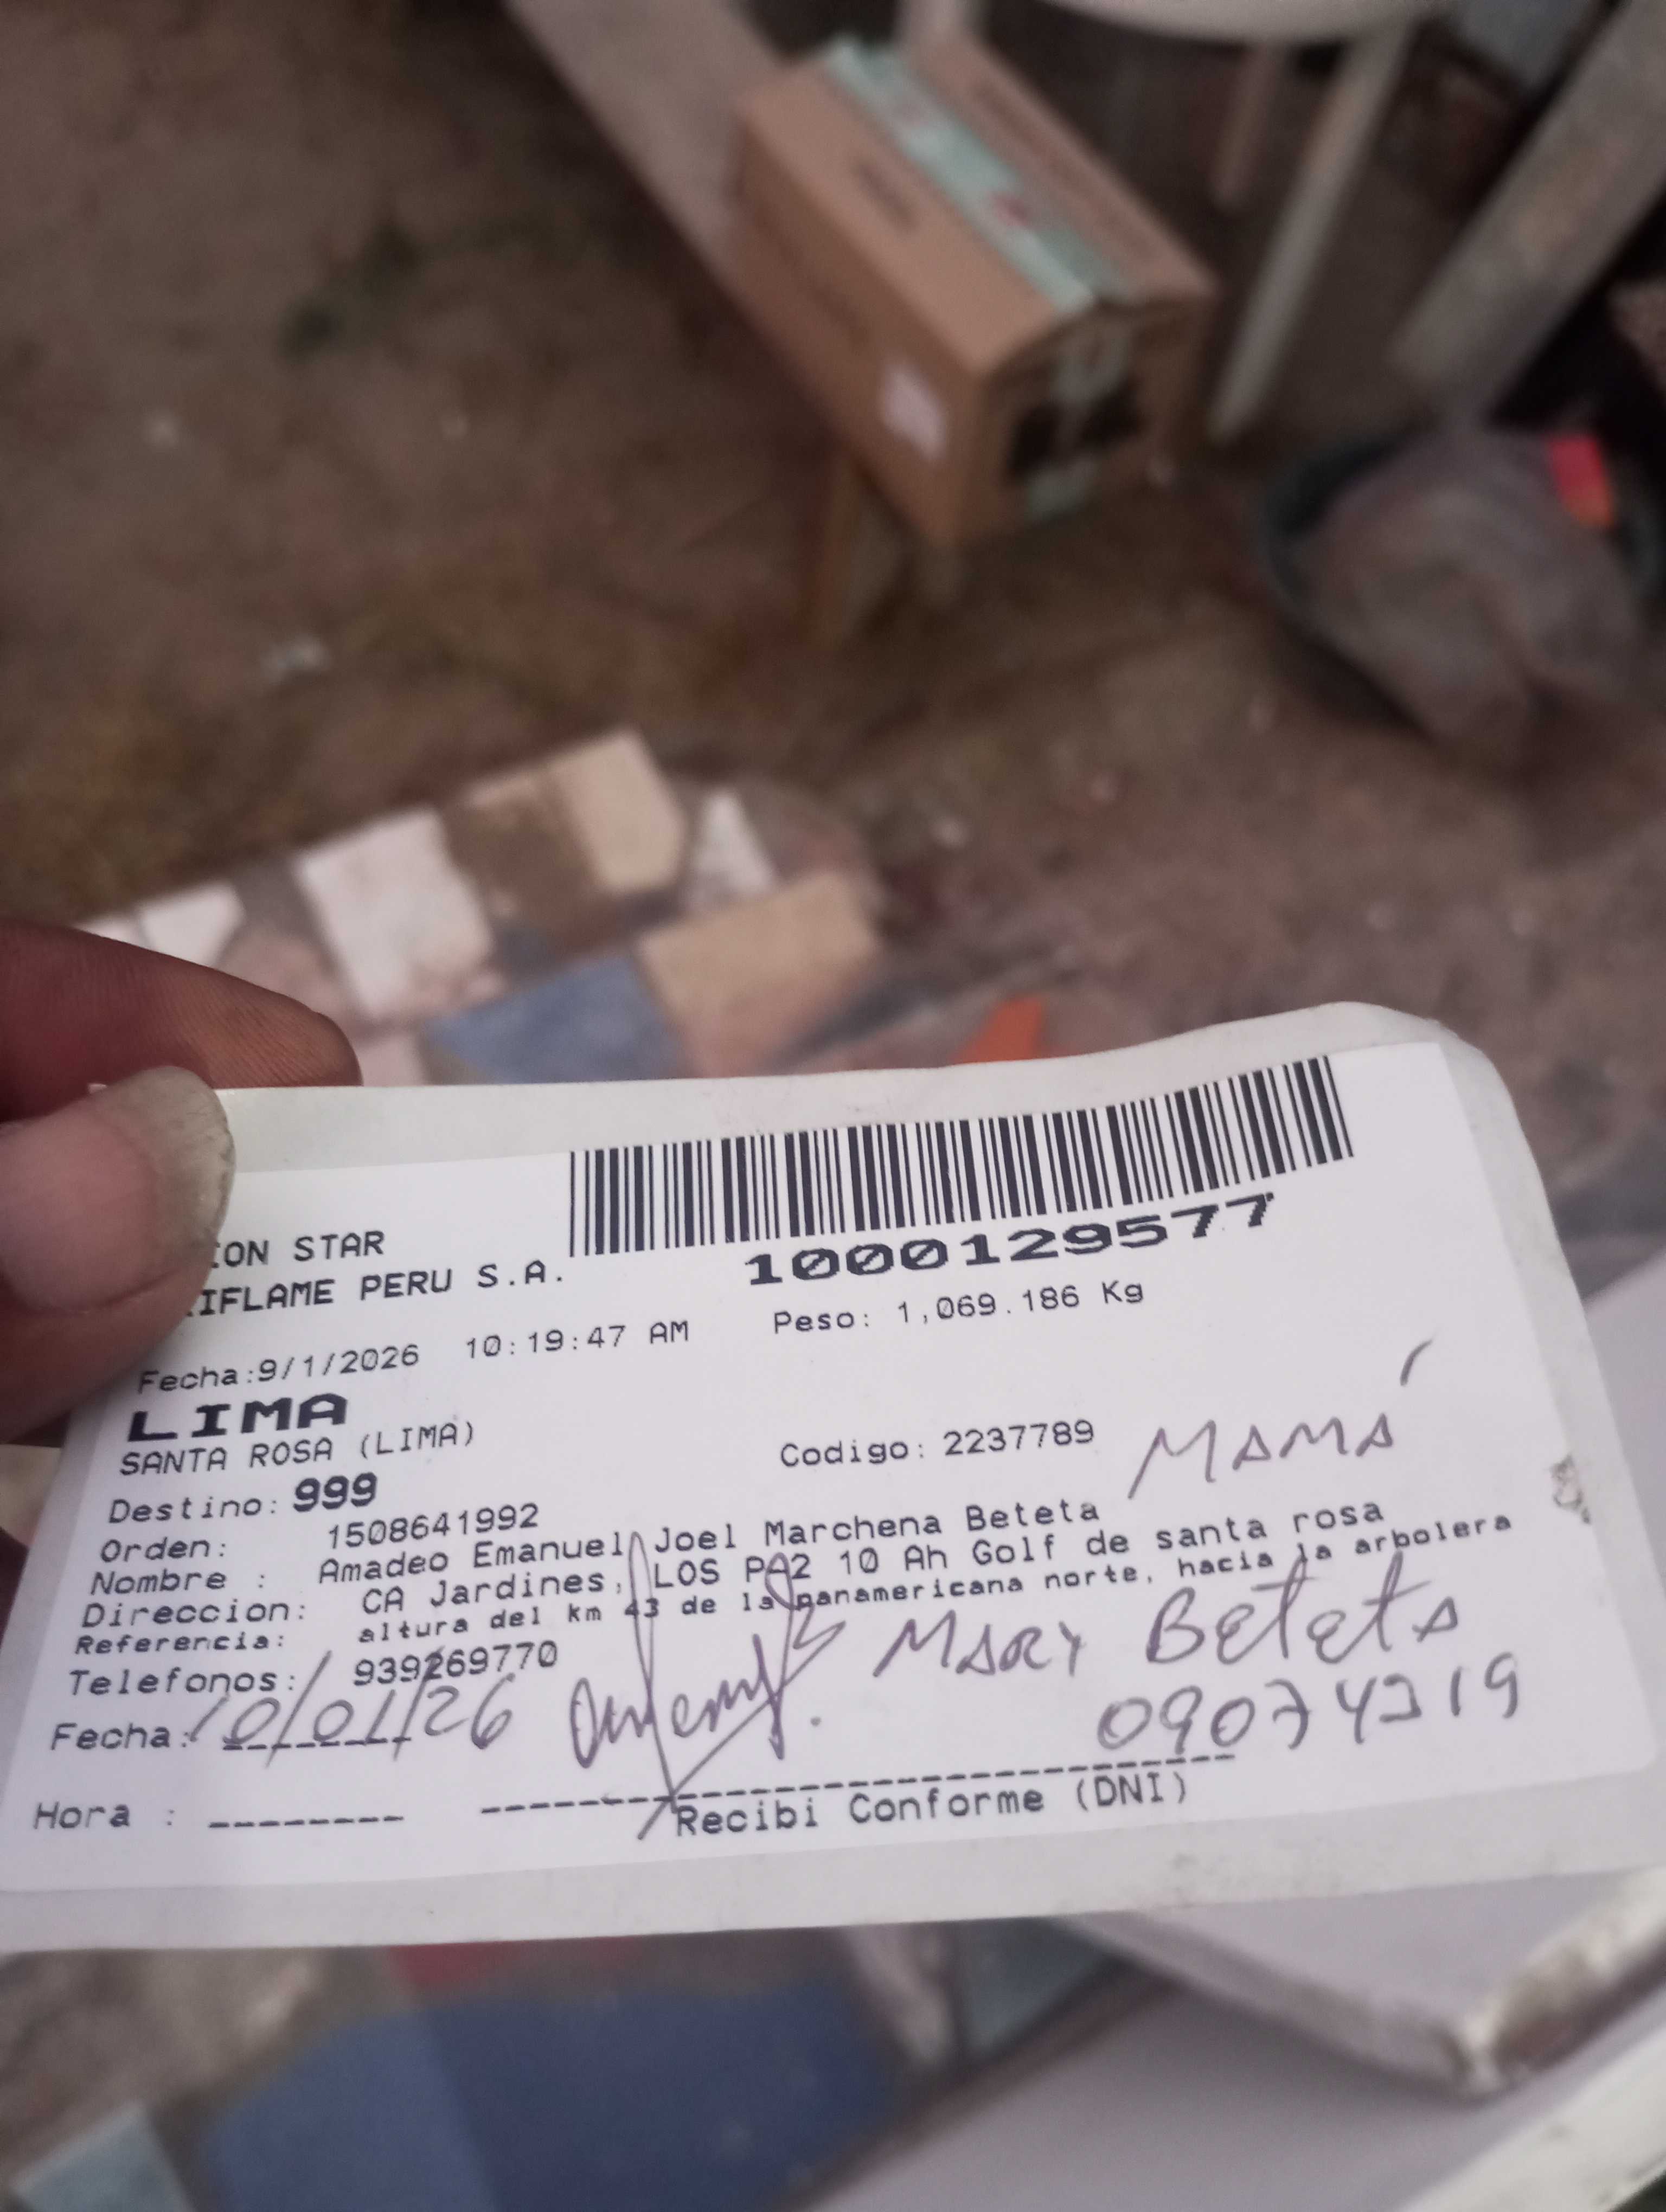 ION STAR
IFLAME PERU S.A.
1000129577
Fecha:9/1/2026 10:19:47 AM Peso: 1,069.186 Kg
LIMA
SANTA ROSA (LIMA)
Codigo: 2237789 MAMÁ
Destino: 999
Orden: 1508641992
Nombre : Amadeo Emanuel Joel Marchena Beteta
Direccion: CA Jardines, LOS PA2 10 Ah Golf de santa rosa
Referencia: altura del km 43 de la panamericana norte, hacia la arbolera
Telefonos: 939269770
MARY Beteta
Fecha: 10/01/26
09074319
Hora :
Recibi Conforme (DNI)